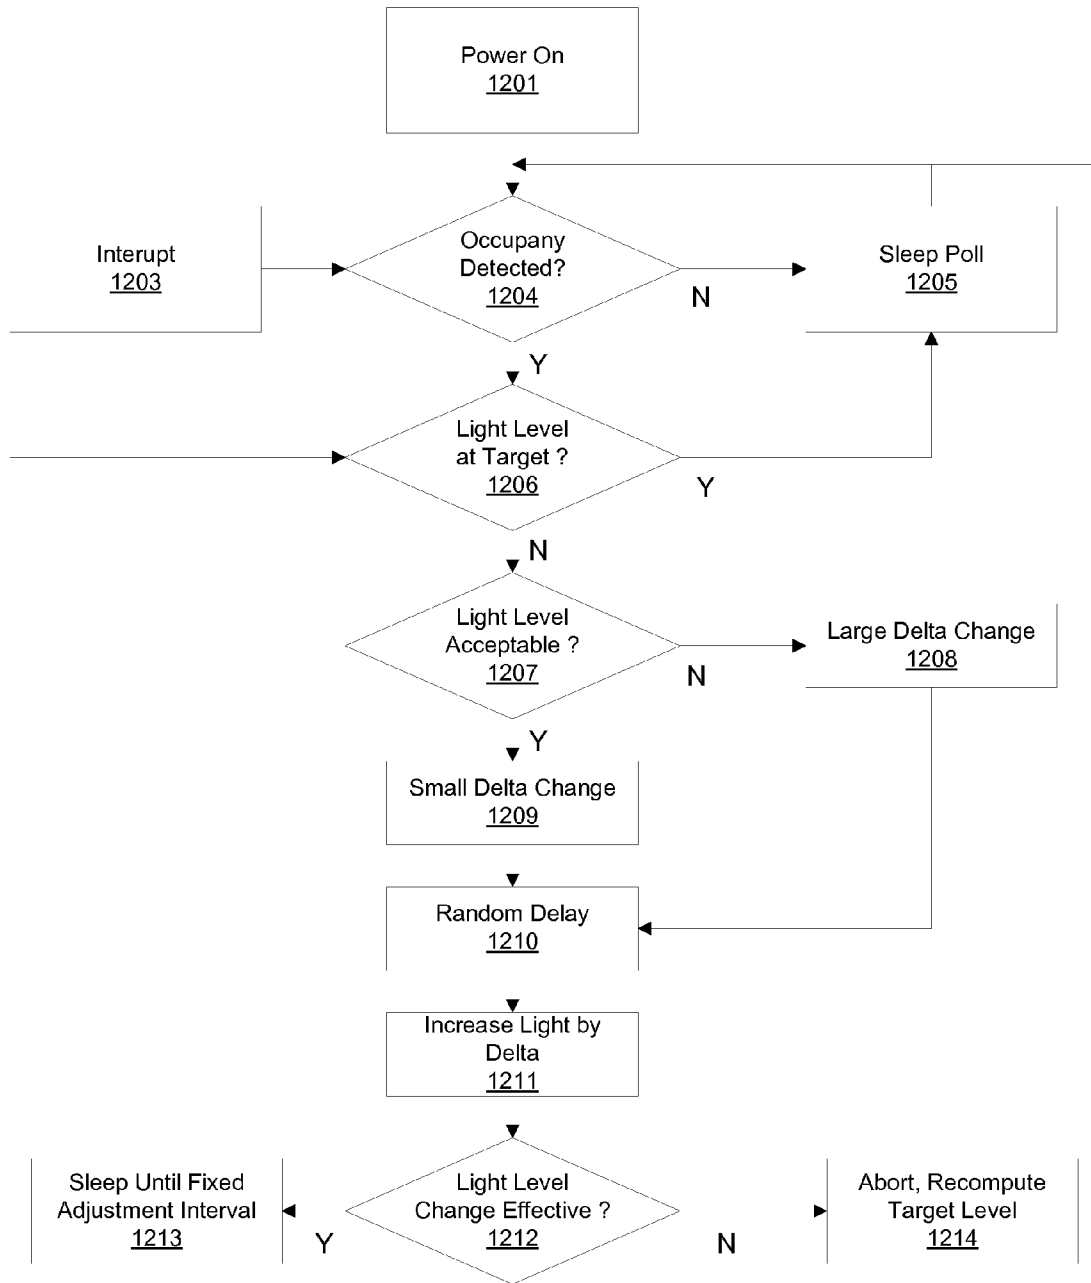 Power On
1201
Interupt
1203
Occupany
Detected?
1204
N
Sleep Poll
1205
Y
Light Level
at Target ?
1206
Y
N
Light Level
Acceptable ?
1207
N
Large Delta Change
1208
Y
Small Delta Change
1209
Random Delay
1210
Increase Light by
Delta
1211
Sleep Until Fixed
Adjustment Interval
1213
Y
Light Level
Change Effective ?
1212
N
Abort, Recompute
Target Level
1214